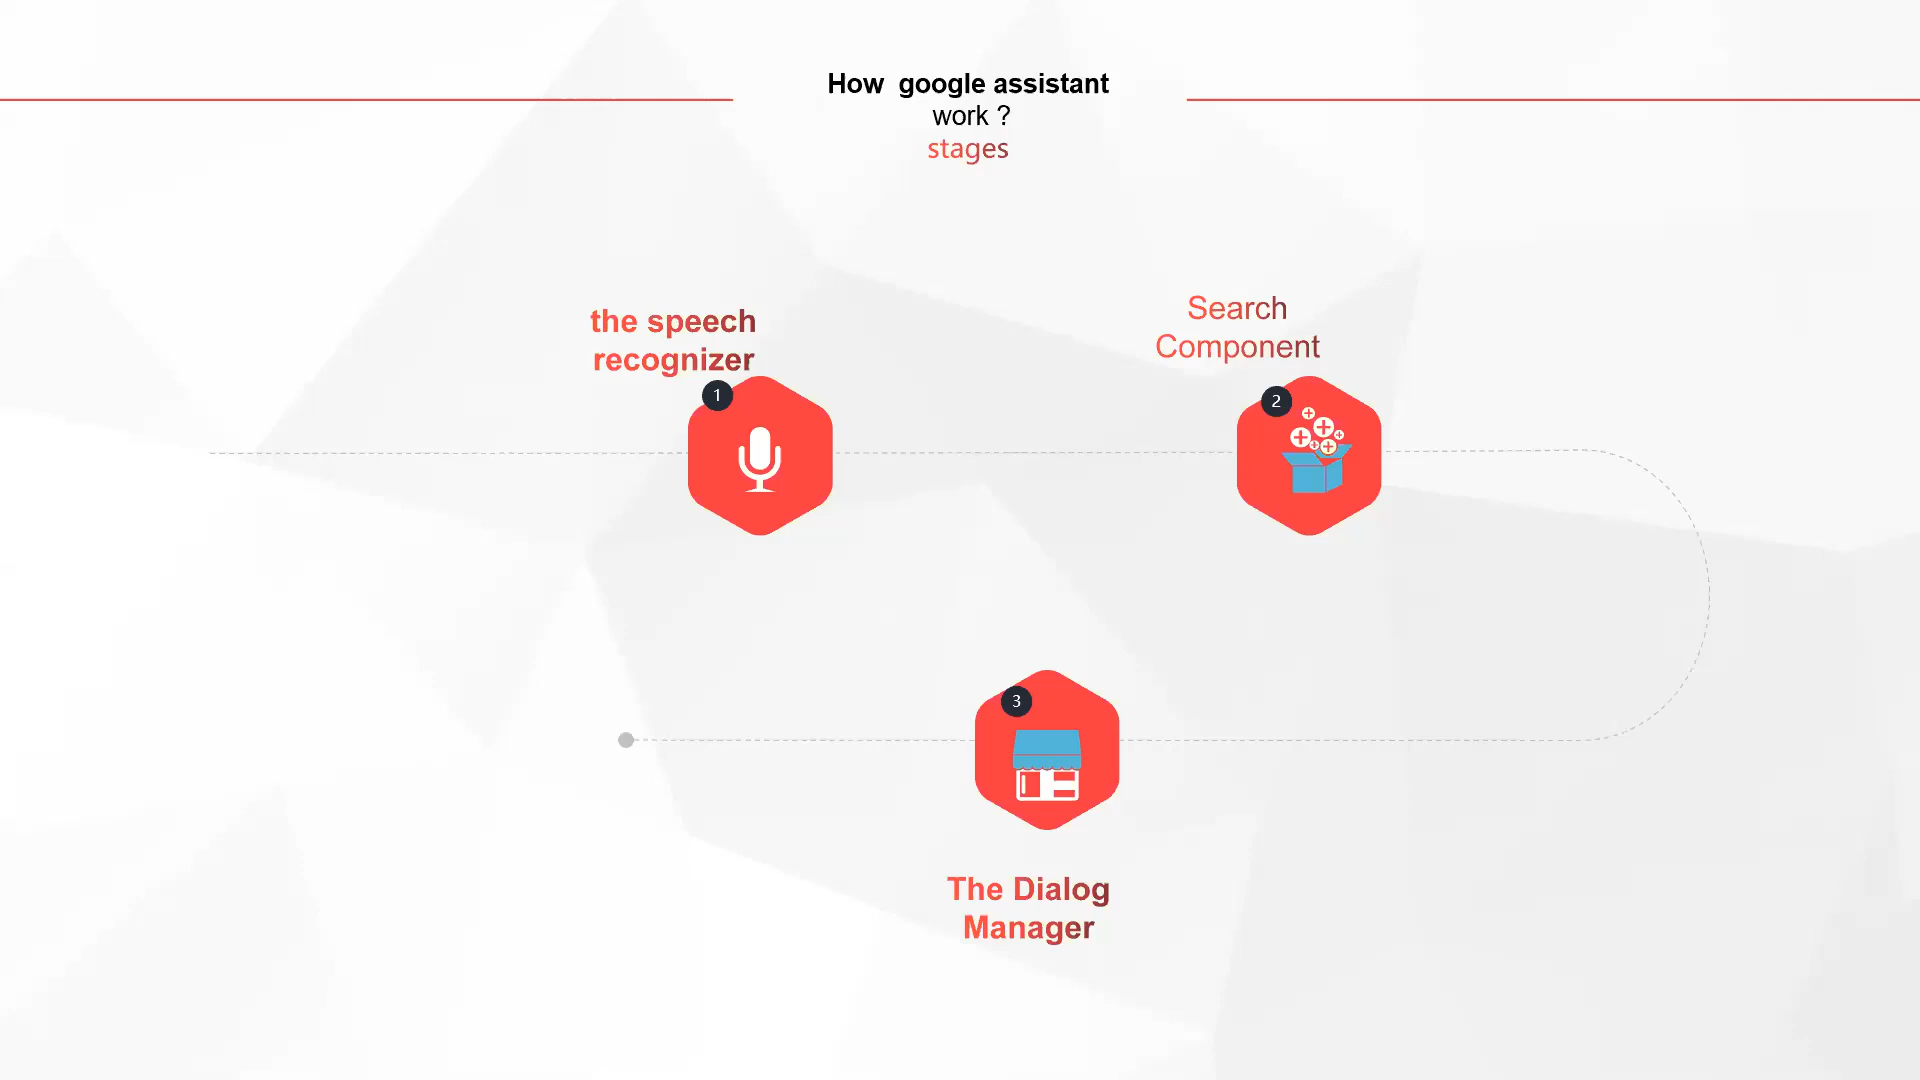 How  google assistant
work ?
stages
the speech
recognizer
1
Search
Component
2
3
The Dialog
Manager